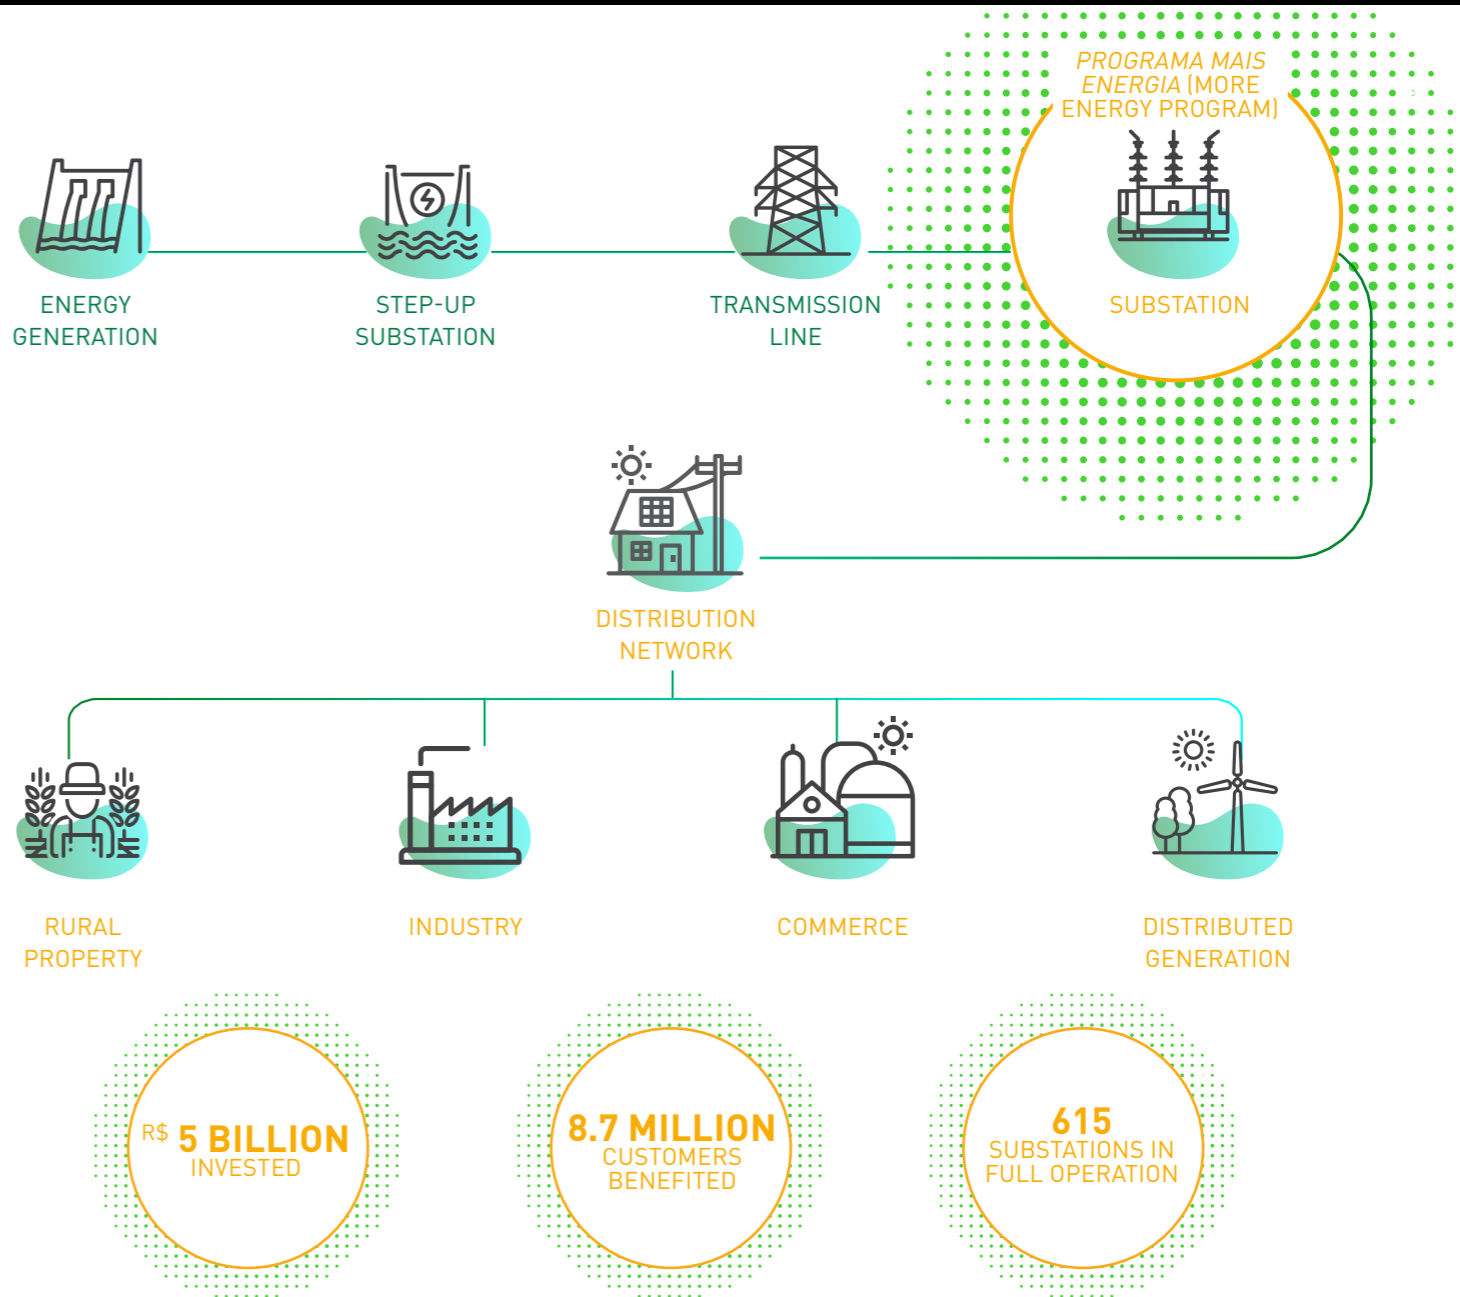 PROGRAMA MAIS
ENERGIA (MORE
ENERGY PROGRAM)
ENERGY
GENERATION
STEP-UP
SUBSTATION
TRANSMISSION
LINE
SUBSTATION
DISTRIBUTION
NETWORK
RURAL
PROPERTY
INDUSTRY
COMMERCE
DISTRIBUTED
GENERATION
R$ 5 BILLION
INVESTED
8.7 MILLION
CUSTOMERS
BENEFITED
615
SUBSTATIONS IN
FULL OPERATION